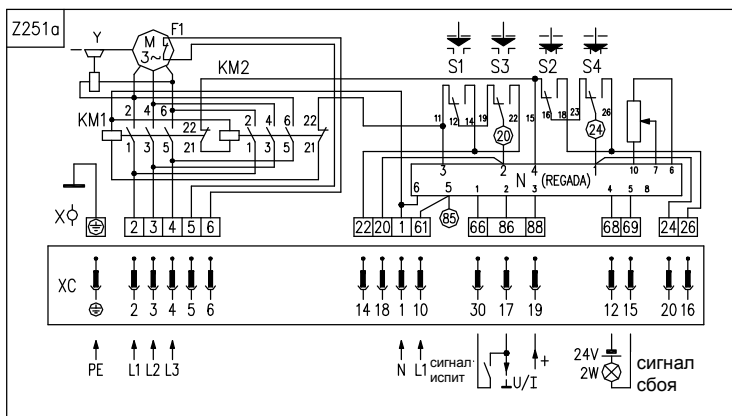 Z251a
Y
M
3~
F1
KM2
KM1
2 4 6
22
1 3 5
21
2 4 6
22
1 3 5
21
S1 S3 S2 S4
11 12 14 19 22 15 16 18 23 26
20
24
3 2 4 1 10 7 6
N (REGADA)
6 5 1 2 3 4 5 8
85
X
2 3 4 5 6
22 20 1 61
66 86 88
68 69
24 26
XC
2 3 4 5 6
14 18 1 10
30 17 19
12 15
20 16
PE L1 L2 L3
N L1
сигнал
испит
U/I
+
24V
2W
сигнал
сбоя